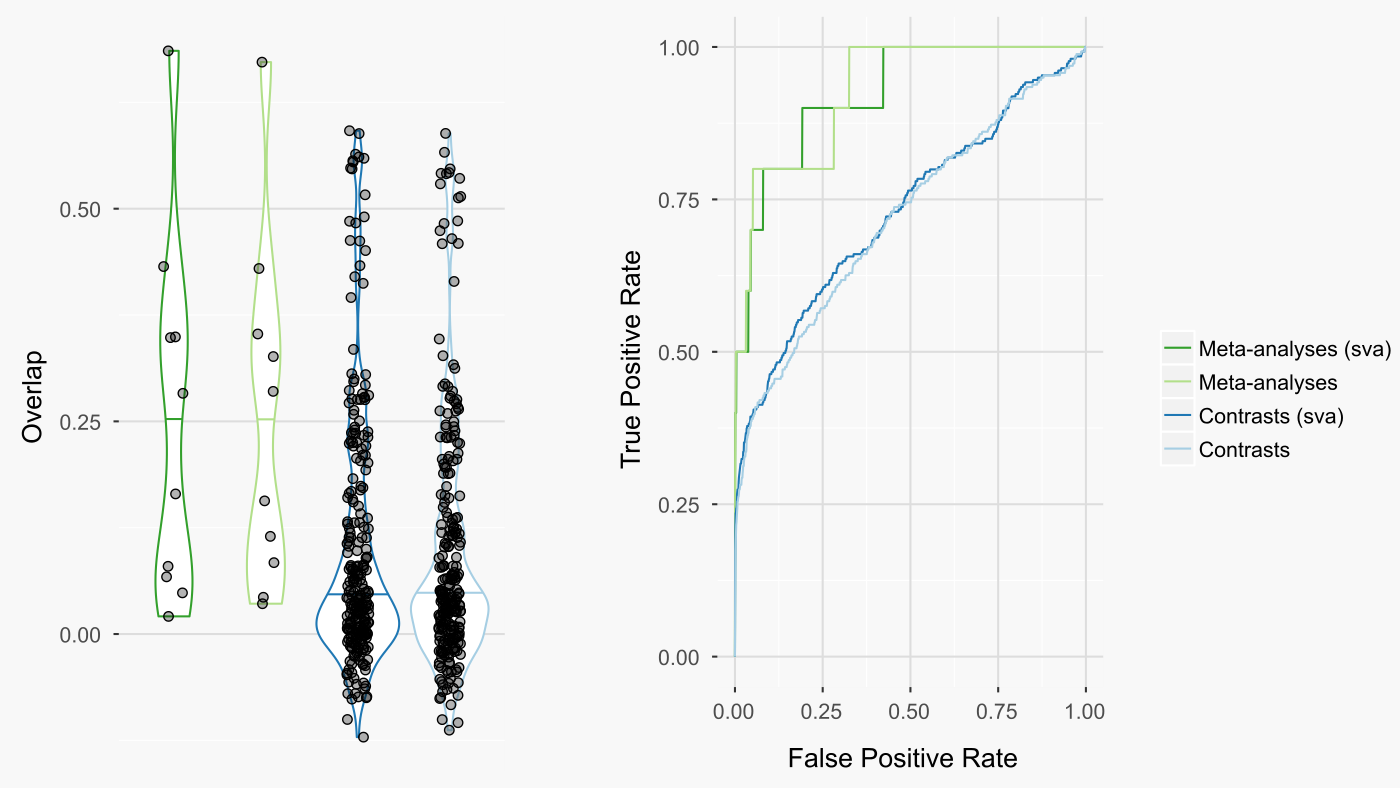 Overlap
0.50
0.25
0.00
True Positive Rate
1.00
0.75
0.50
0.25
0.00
0.00 0.25 0.50 0.75 1.00
False Positive Rate
Meta-analyses (sva)
Meta-analyses
Contrasts (sva)
Contrasts